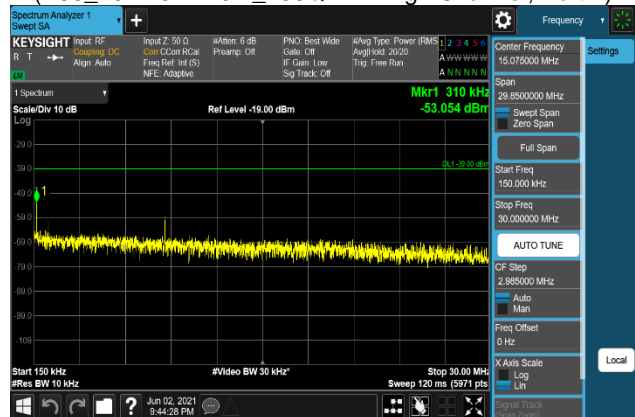 Spectrum Analyzer 1
Swept SA
Frequency
KEYSIGHT
R T
LW
Input: RF
Coupling: DC
Align: Auto
Input Z: 50 Ω
Corr CCorr RCal
Freq Ref: Int (S)
NFE: Adaptive
#Atten: 6 dB
Preamp: Off
PNO: Best Wide
Gate: Off
IF Gain: Low
Sig Track: Off
#Avg Type: Power (RMS
Avg|Hold: 20/20
Trig: Free Run
1 2 3 4 5 6
A W W W W W
A N N N N N
1 Spectrum
Scale/Div 10 dB
Log
Ref Level -19.00 dBm
Mkr1 310 kHz
-53.054 dBm
DL1 -39.00 dBm
1
-29.0
-39.0
-49.0
-59.0
-69.0
-79.0
-89.0
-99.0
-109
Start 150 kHz
#Res BW 10 kHz
#Video BW 30 kHz*
Stop 30.00 MHz
Sweep 120 ms (5971 pts
Jun 02, 2021
9:44:28 PM
Center Frequency
15.075000 MHz
Settings
Span
29.8500000 MHz
Swept Span
Zero Span
Full Span
Start Freq
150.000 kHz
Stop Freq
30.000000 MHz
AUTO TUNE
CF Step
2.985000 MHz
Auto
Man
Freq Offset
0 Hz
X Axis Scale
Log
Lin
Local
Signal Track
(Span Zoom)